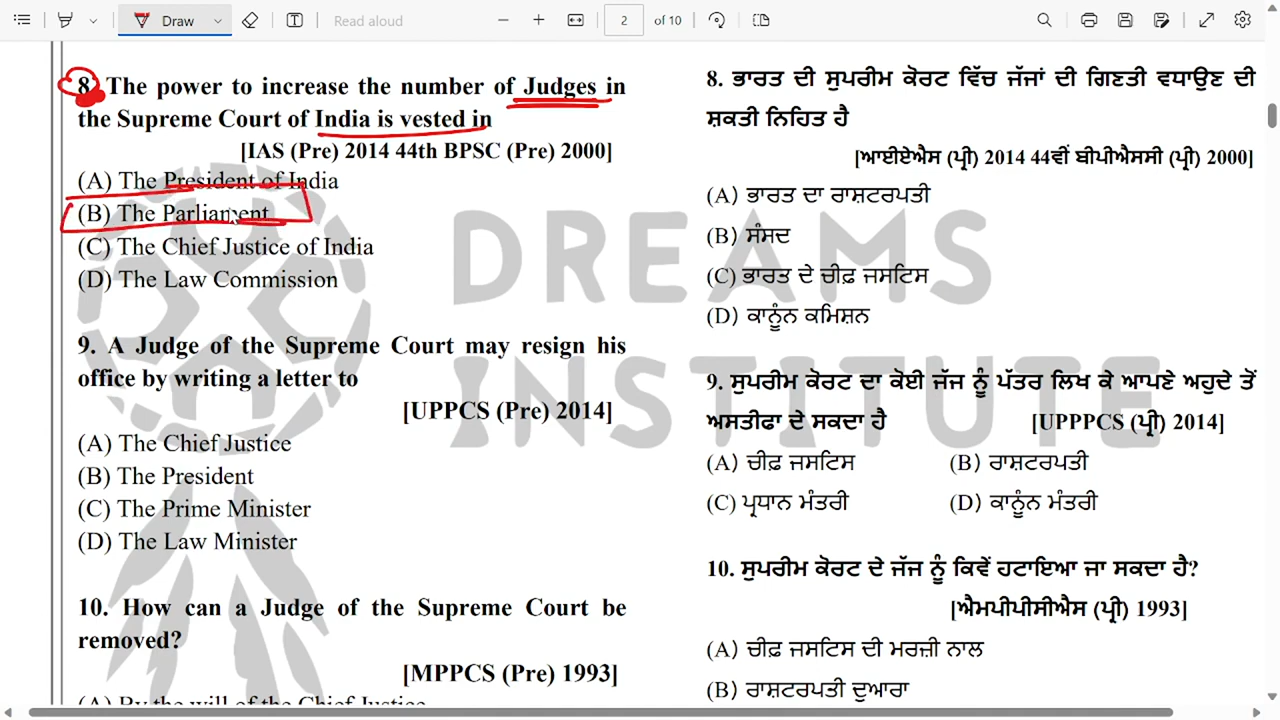 Draw
Read aloud
2
of 10
8. The power to increase the number of Judges in
the Supreme Court of India is vested in
[IAS (Pre) 2014 44th BPSC (Pre) 2000]
(A) The President of India
(B) The Parliament
(C) The Chief Justice of India
(D) The Law Commission
9. A Judge of the Supreme Court may resign his
office by writing a letter to
[UPPCS (Pre) 2014]
(A) The Chief Justice
(B) The President
(C) The Prime Minister
(D) The Law Minister
10. How can a Judge of the Supreme Court be
removed?
[MPPCS (Pre) 1993]
(A) By the will of the Chief Justice
8. ਭਾਰਤ ਦੀ ਸੁਪਰੀਮ ਕੋਰਟ ਵਿੱਚ ਜੱਜਾਂ ਦੀ ਗਿਣਤੀ ਵਧਾਉਣ ਦੀ
ਸ਼ਕਤੀ ਨਿਹਿਤ ਹੈ
[ਆਈਏਐਸ (ਪ੍ਰੀ) 2014 44ਵੀਂ ਬੀਪੀਐਸਸੀ (ਪ੍ਰੀ) 2000]
(A) ਭਾਰਤ ਦਾ ਰਾਸ਼ਟਰਪਤੀ
(B) ਸੰਸਦ
(C) ਭਾਰਤ ਦੇ ਚੀਫ਼ ਜਸਟਿਸ
(D) ਕਾਨੂੰਨ ਕਮਿਸ਼ਨ
9. ਸੁਪਰੀਮ ਕੋਰਟ ਦਾ ਕੋਈ ਜੱਜ ਨੂੰ ਪੱਤਰ ਲਿਖ ਕੇ ਆਪਣੇ ਅਹੁਦੇ ਤੋਂ
ਅਸਤੀਫਾ ਦੇ ਸਕਦਾ ਹੈ [UPPPCS (ਪ੍ਰੀ) 2014]
(A) ਚੀਫ਼ ਜਸਟਿਸ (B) ਰਾਸ਼ਟਰਪਤੀ
(C) ਪ੍ਰਧਾਨ ਮੰਤਰੀ (D) ਕਾਨੂੰਨ ਮੰਤਰੀ
10. ਸੁਪਰੀਮ ਕੋਰਟ ਦੇ ਜੱਜ ਨੂੰ ਕਿਵੇਂ ਹਟਾਇਆ ਜਾ ਸਕਦਾ ਹੈ?
[ਐਮਪੀਪੀਸੀਐਸ (ਪ੍ਰੀ) 1993]
(A) ਚੀਫ਼ ਜਸਟਿਸ ਦੀ ਮਰਜ਼ੀ ਨਾਲ
(B) ਰਾਸ਼ਟਰਪਤੀ ਦੁਆਰਾ
DREAMS
INSTITUTE